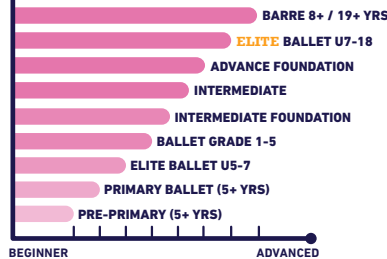 BARRE 8+ / 19+ YRS
ELITE BALLET U7-18
ADVANCE FOUNDATION
INTERMEDIATE
INTERMEDIATE FOUNDATION
BALLET GRADE 1-5
ELITE BALLET U5-7
PRIMARY BALLET (5+ YRS)
PRE-PRIMARY (5+ YRS)
BEGINNER ADVANCED